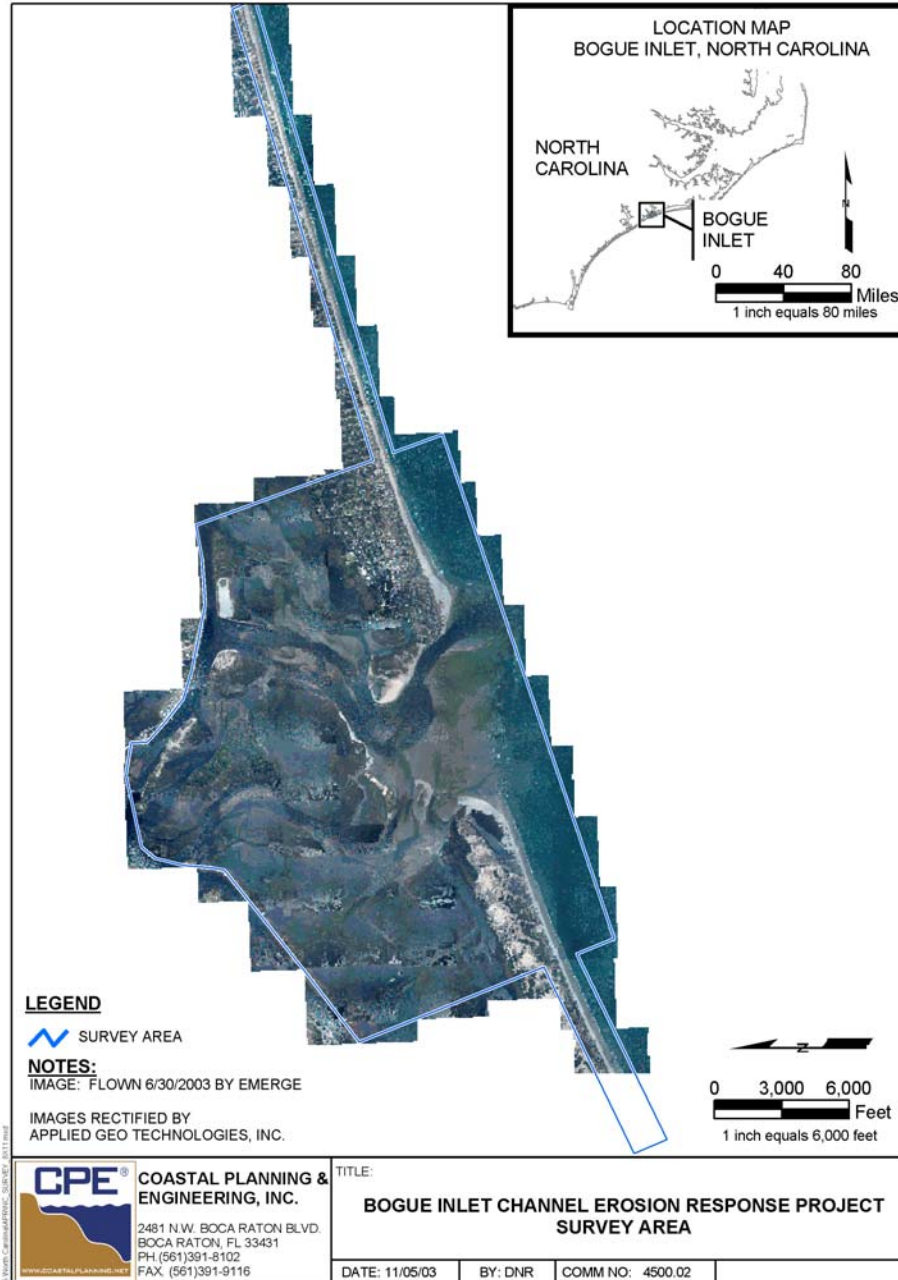 LOCATION MAP
BOGUE INLET, NORTH CAROLINA
NORTH
CAROLINA
N
BOGUE
INLET
0 40 80
Miles
1 inch equals 80 miles
LEGEND
SURVEY AREA
NOTES:
IMAGE: FLOWN 6/30/2003 BY EMERGE
IMAGES RECTIFIED BY
APPLIED GEO TECHNOLOGIES, INC.
N
0 3,000 6,000
Feet
1 inch equals 6,000 feet
CPE®
WWW.COASTALPLANNING.NET
COASTAL PLANNING &
ENGINEERING, INC.
2481 N.W. BOCA RATON BLVD.
BOCA RATON, FL 33431
PH.(561)391-8102
FAX. (561)391-9116
TITLE:
BOGUE INLET CHANNEL EROSION RESPONSE PROJECT
SURVEY AREA
DATE: 11/05/03
BY: DNR
COMM NO: 4500.02